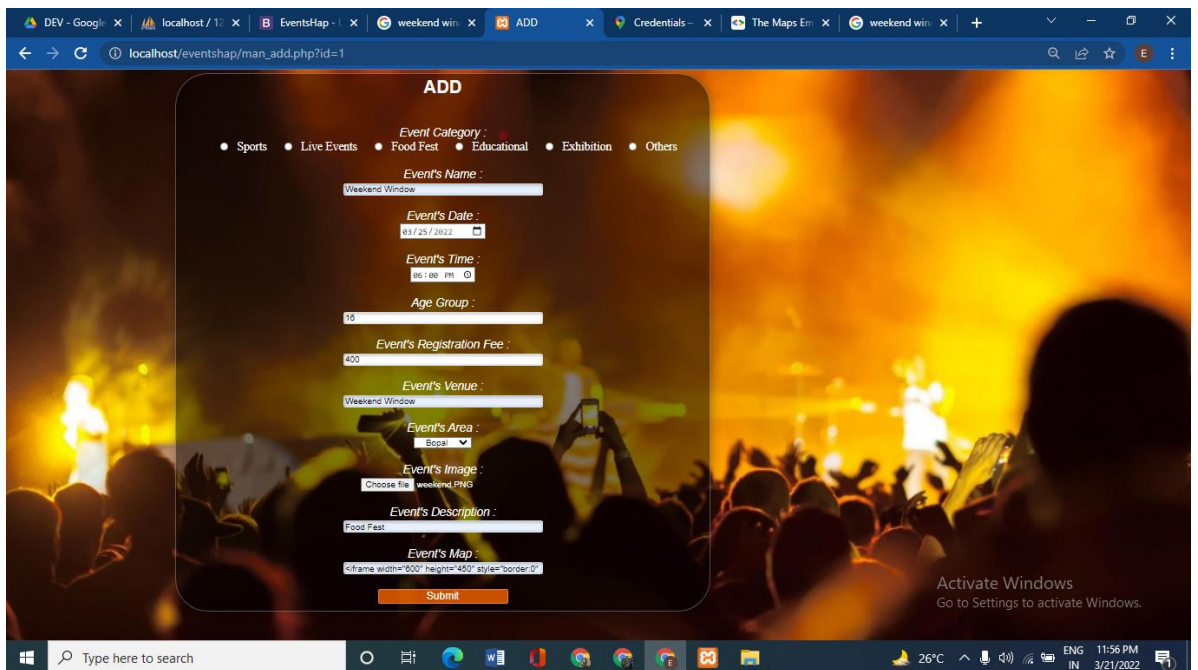 DEV - Google
localhost / 12
EventsHap -
weekend win
ADD
Credentials –
The Maps Em
weekend win
localhost/eventshap/man_add.php?id=1
E
ADD
Event Category :
Sports Live Events Food Fest Educational Exhibition Others
Event's Name :
Weekend Window
Event's Date :
03/25/2022
Event's Time :
06:00 PM
Age Group :
16
Event's Registration Fee :
400
Event's Venue :
Weekend Window
Event's Area :
Bopal
Event's Image :
Choose file weekend.PNG
Event's Description :
Food Fest
Event's Map :
<iframe width="600" height="450" style="border:0"
Submit
Activate Windows
Go to Settings to activate Windows.
Type here to search
26°C
ENG
IN
11:56 PM
3/21/2022